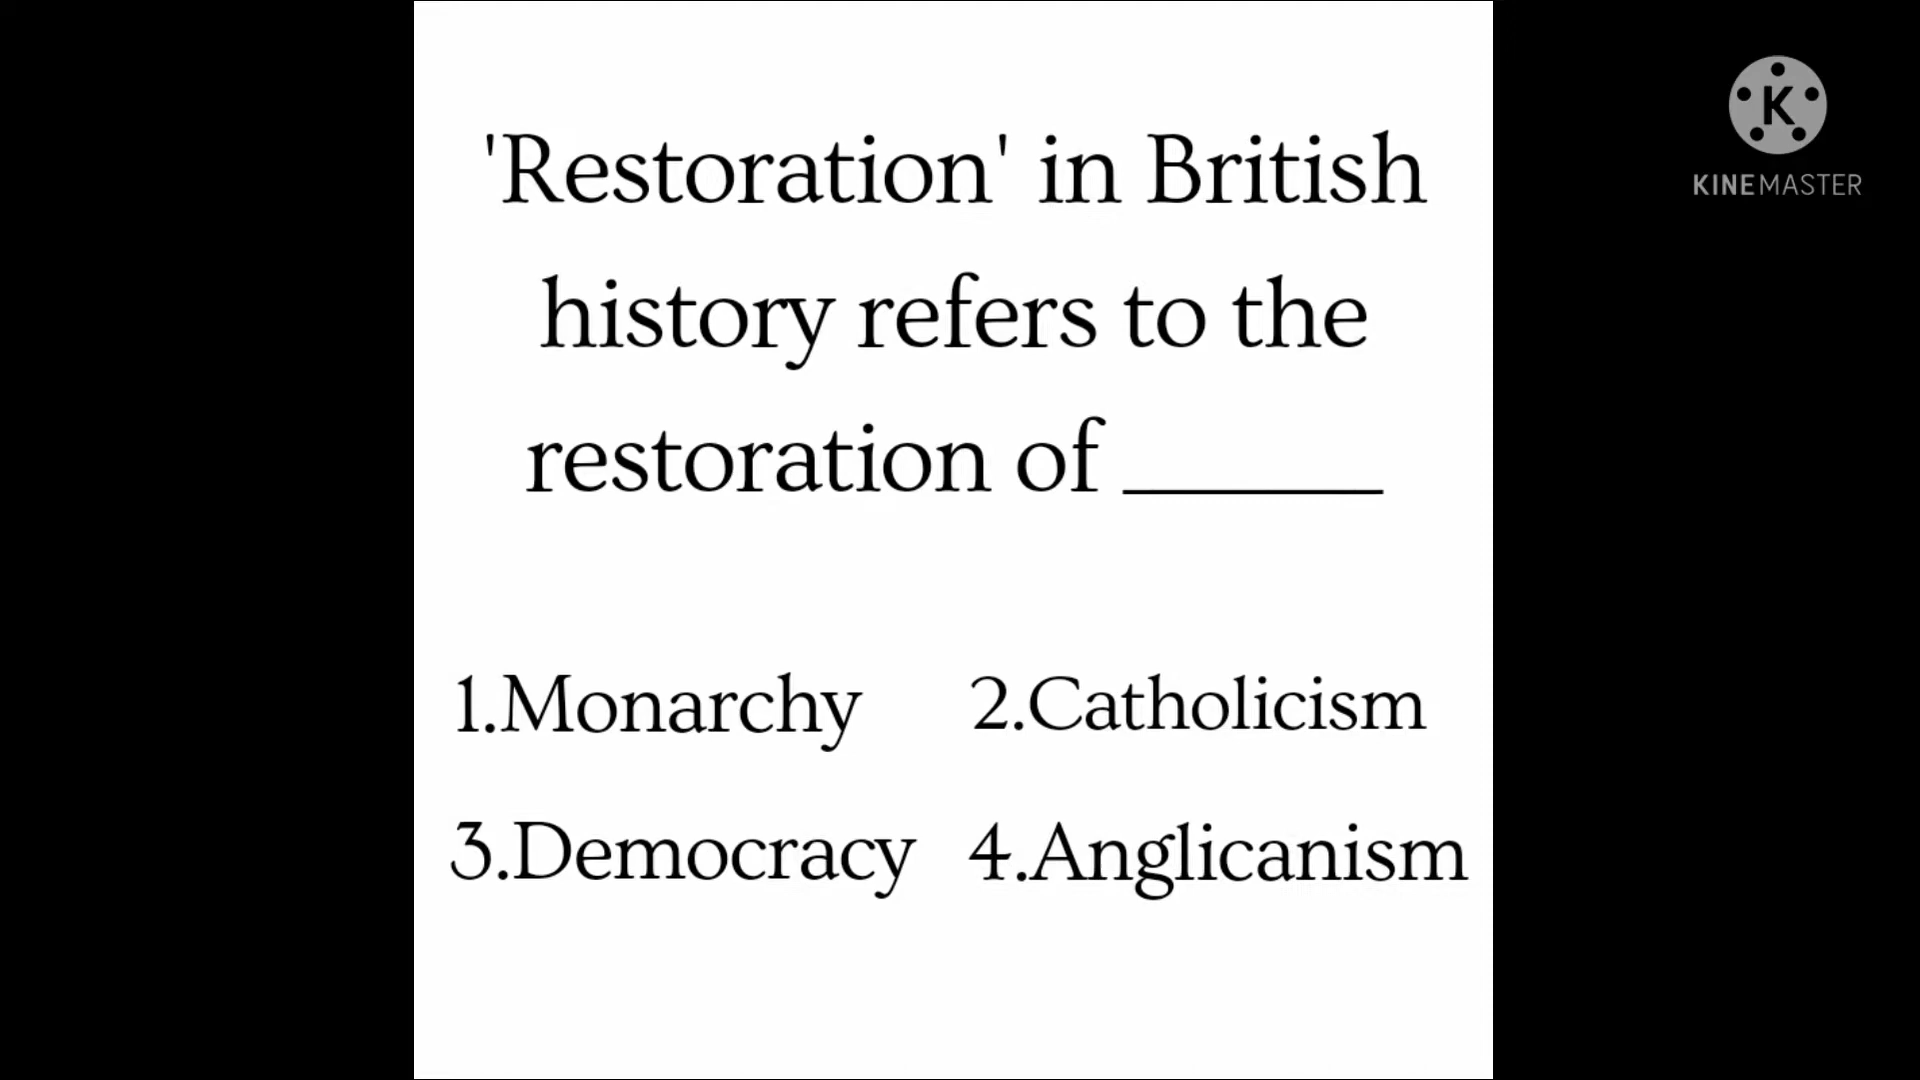 'Restoration' in British
history refers to the
restoration of ______
1.Monarchy 2.Catholicism
3.Democracy 4.Anglicanism
K
KINEMASTER